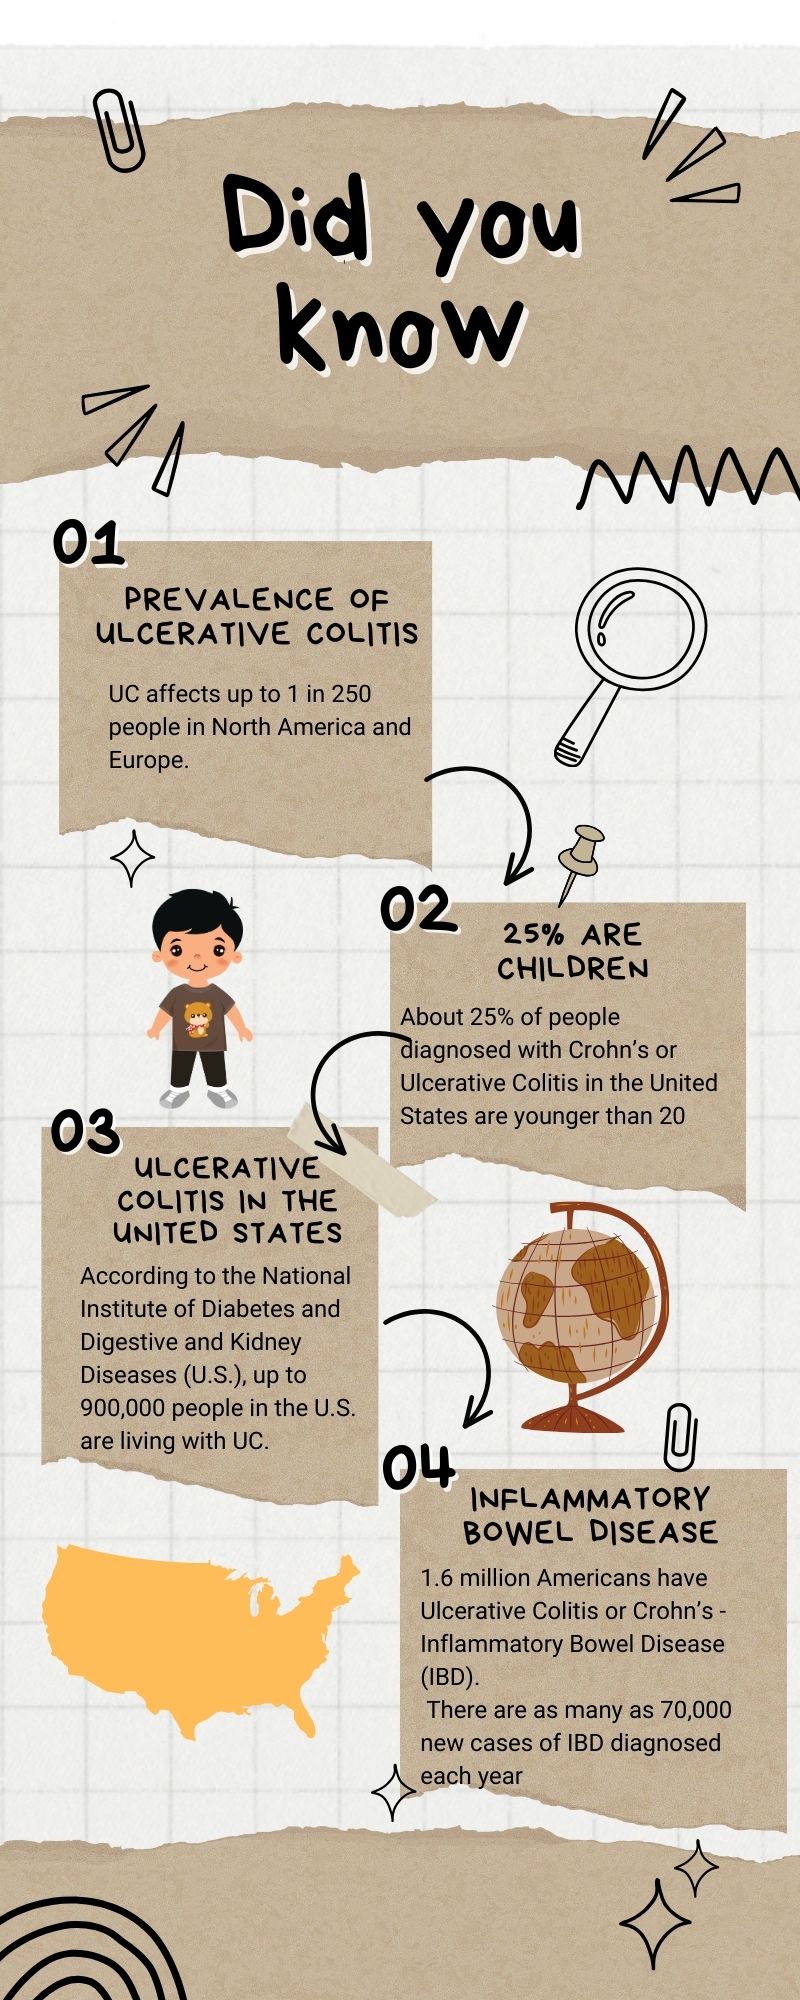 Did you
know
01
PREVALENCE OF
ULCERATIVE COLITIS
UC affects up to 1 in 250
people in North America and
Europe.
02
25% ARE
CHILDREN
About 25% of people
diagnosed with Crohn’s or
Ulcerative Colitis in the United
States are younger than 20
03
ULCERATIVE
COLITIS IN THE
UNITED STATES
According to the National
Institute of Diabetes and
Digestive and Kidney
Diseases (U.S.), up to
900,000 people in the U.S.
are living with UC.
04
INFLAMMATORY
BOWEL DISEASE
1.6 million Americans have
Ulcerative Colitis or Crohn’s -
Inflammatory Bowel Disease
(IBD).
There are as many as 70,000
new cases of IBD diagnosed
each year